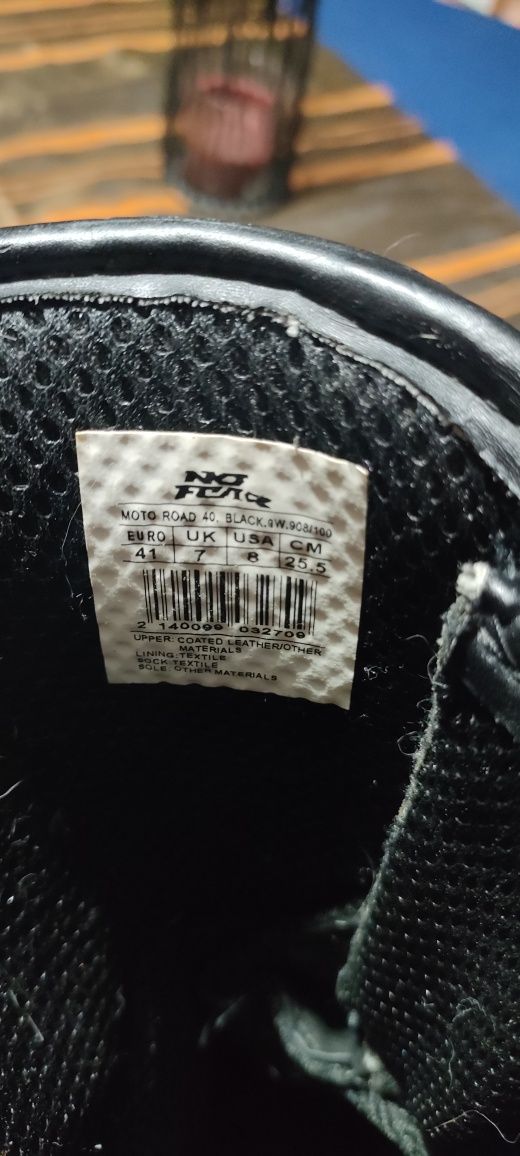 NO
FEAR
MOTO ROAD 40. BLACK.GW.908/100
EURO UK USA CM
41 7 8 25.5
2 140099 032709
UPPER: COATED LEATHER/OTHER
MATERIALS
LINING:TEXTILE
SOCK:TEXTILE
SOLE: OTHER MATERIALS